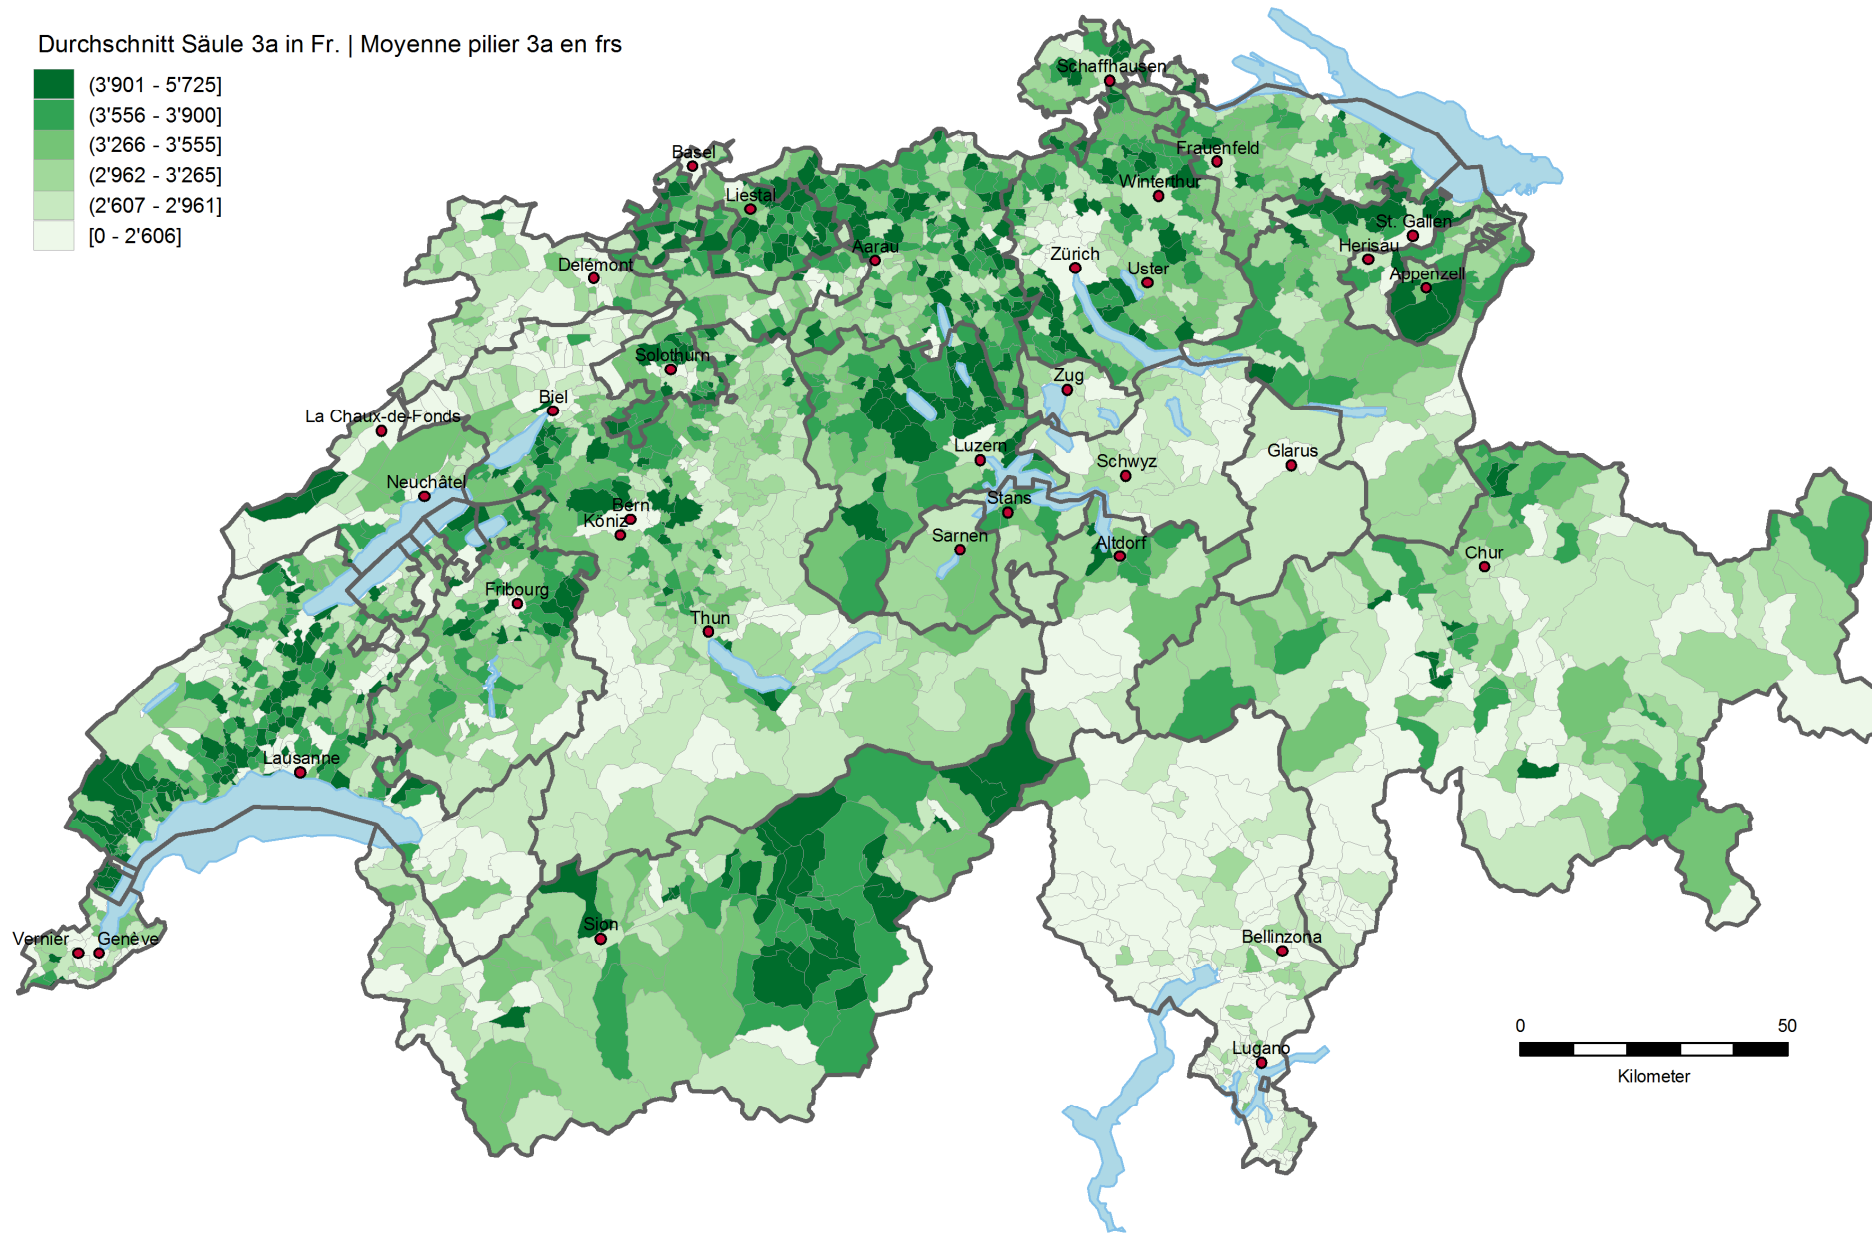 Durchschnitt Säule 3a in Fr. | Moyenne pilier 3a en frs
(3'901 - 5'725]
(3'556 - 3'900]
(3'266 - 3'555]
(2'962 - 3'265]
(2'607 - 2'961]
[0 - 2'606]
Schaffhausen
Frauenfeld
Basel
Winterthur
Liestal
St. Gallen
Herisau
Aarau
Zürich
Uster
Appenzell
Delémont
Solothurn
Zug
Biel
La Chaux-de-Fonds
Luzern
Glarus
Schwyz
Neuchâtel
Stans
Bern
Köniz
Sarnen
Altdorf
Chur
Fribourg
Thun
Lausanne
Sion
Vernier
Genève
Bellinzona
Lugano
0 50
Kilometer